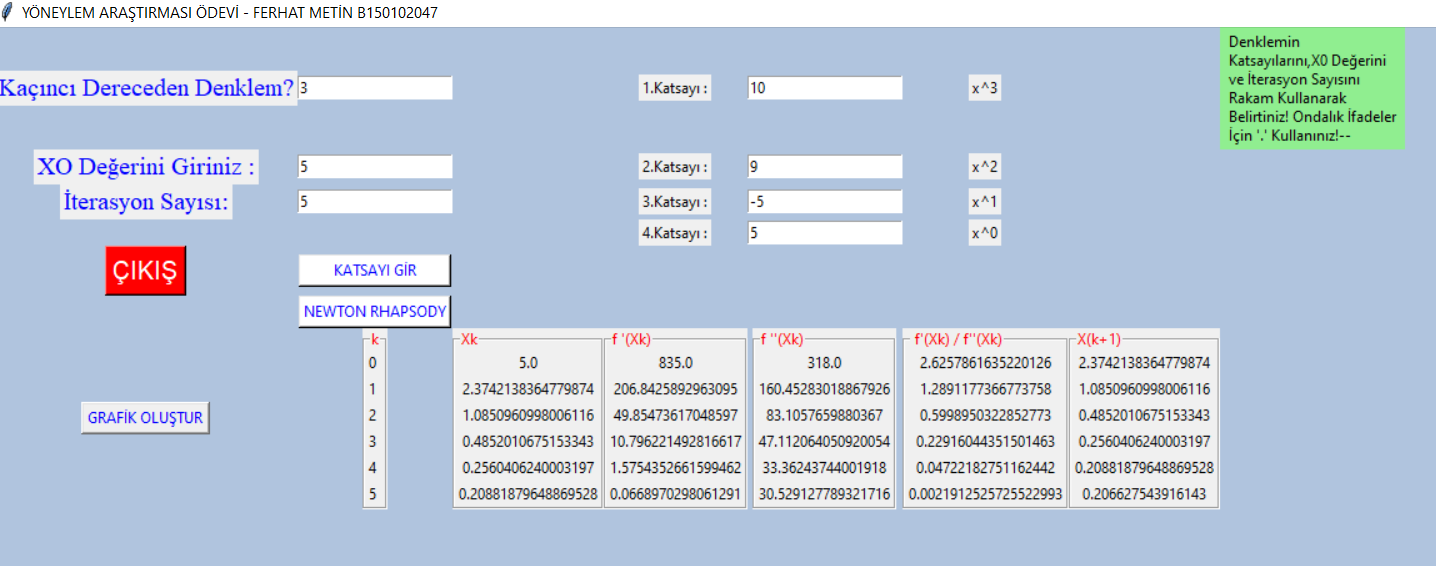 YÖNEYLEM ARAŞTIRMASI ÖDEVİ - FERHAT METİN B150102047
Denklemin
Katsayılarını,X0 Değerini
ve İterasyon Sayısını
Rakam Kullanarak
Belirtiniz! Ondalık İfadeler
İçin '.' Kullanınız!--
Kaçıncı Dereceden Denklem? 3 1.Katsayı : 10 x^3
XO Değerini Giriniz : 5 2.Katsayı : 9 x^2
İterasyon Sayısı: 5 3.Katsayı : -5 x^1
4.Katsayı : 5 x^0
ÇIKIŞ
KATSAYI GİR
NEWTON RHAPSODY
GRAFİK OLUŞTUR
k Xk f '(Xk) f ''(Xk) f'(Xk) / f''(Xk) X(k+1)
0 5.0 835.0 318.0 2.6257861635220126 2.3742138364779874
1 2.3742138364779874 206.8425892963095 160.45283018867926 1.2891177366773758 1.0850960998006116
2 1.0850960998006116 49.85473617048597 83.1057659880367 0.5998950322852773 0.4852010675153343
3 0.4852010675153343 10.796221492816617 47.112064050920054 0.22916044351501463 0.2560406240003197
4 0.2560406240003197 1.5754352661599462 33.36243744001918 0.04722182751162442 0.20881879648869528
5 0.20881879648869528 0.0668970298061291 30.529127789321716 0.0021912525725522993 0.206627543916143